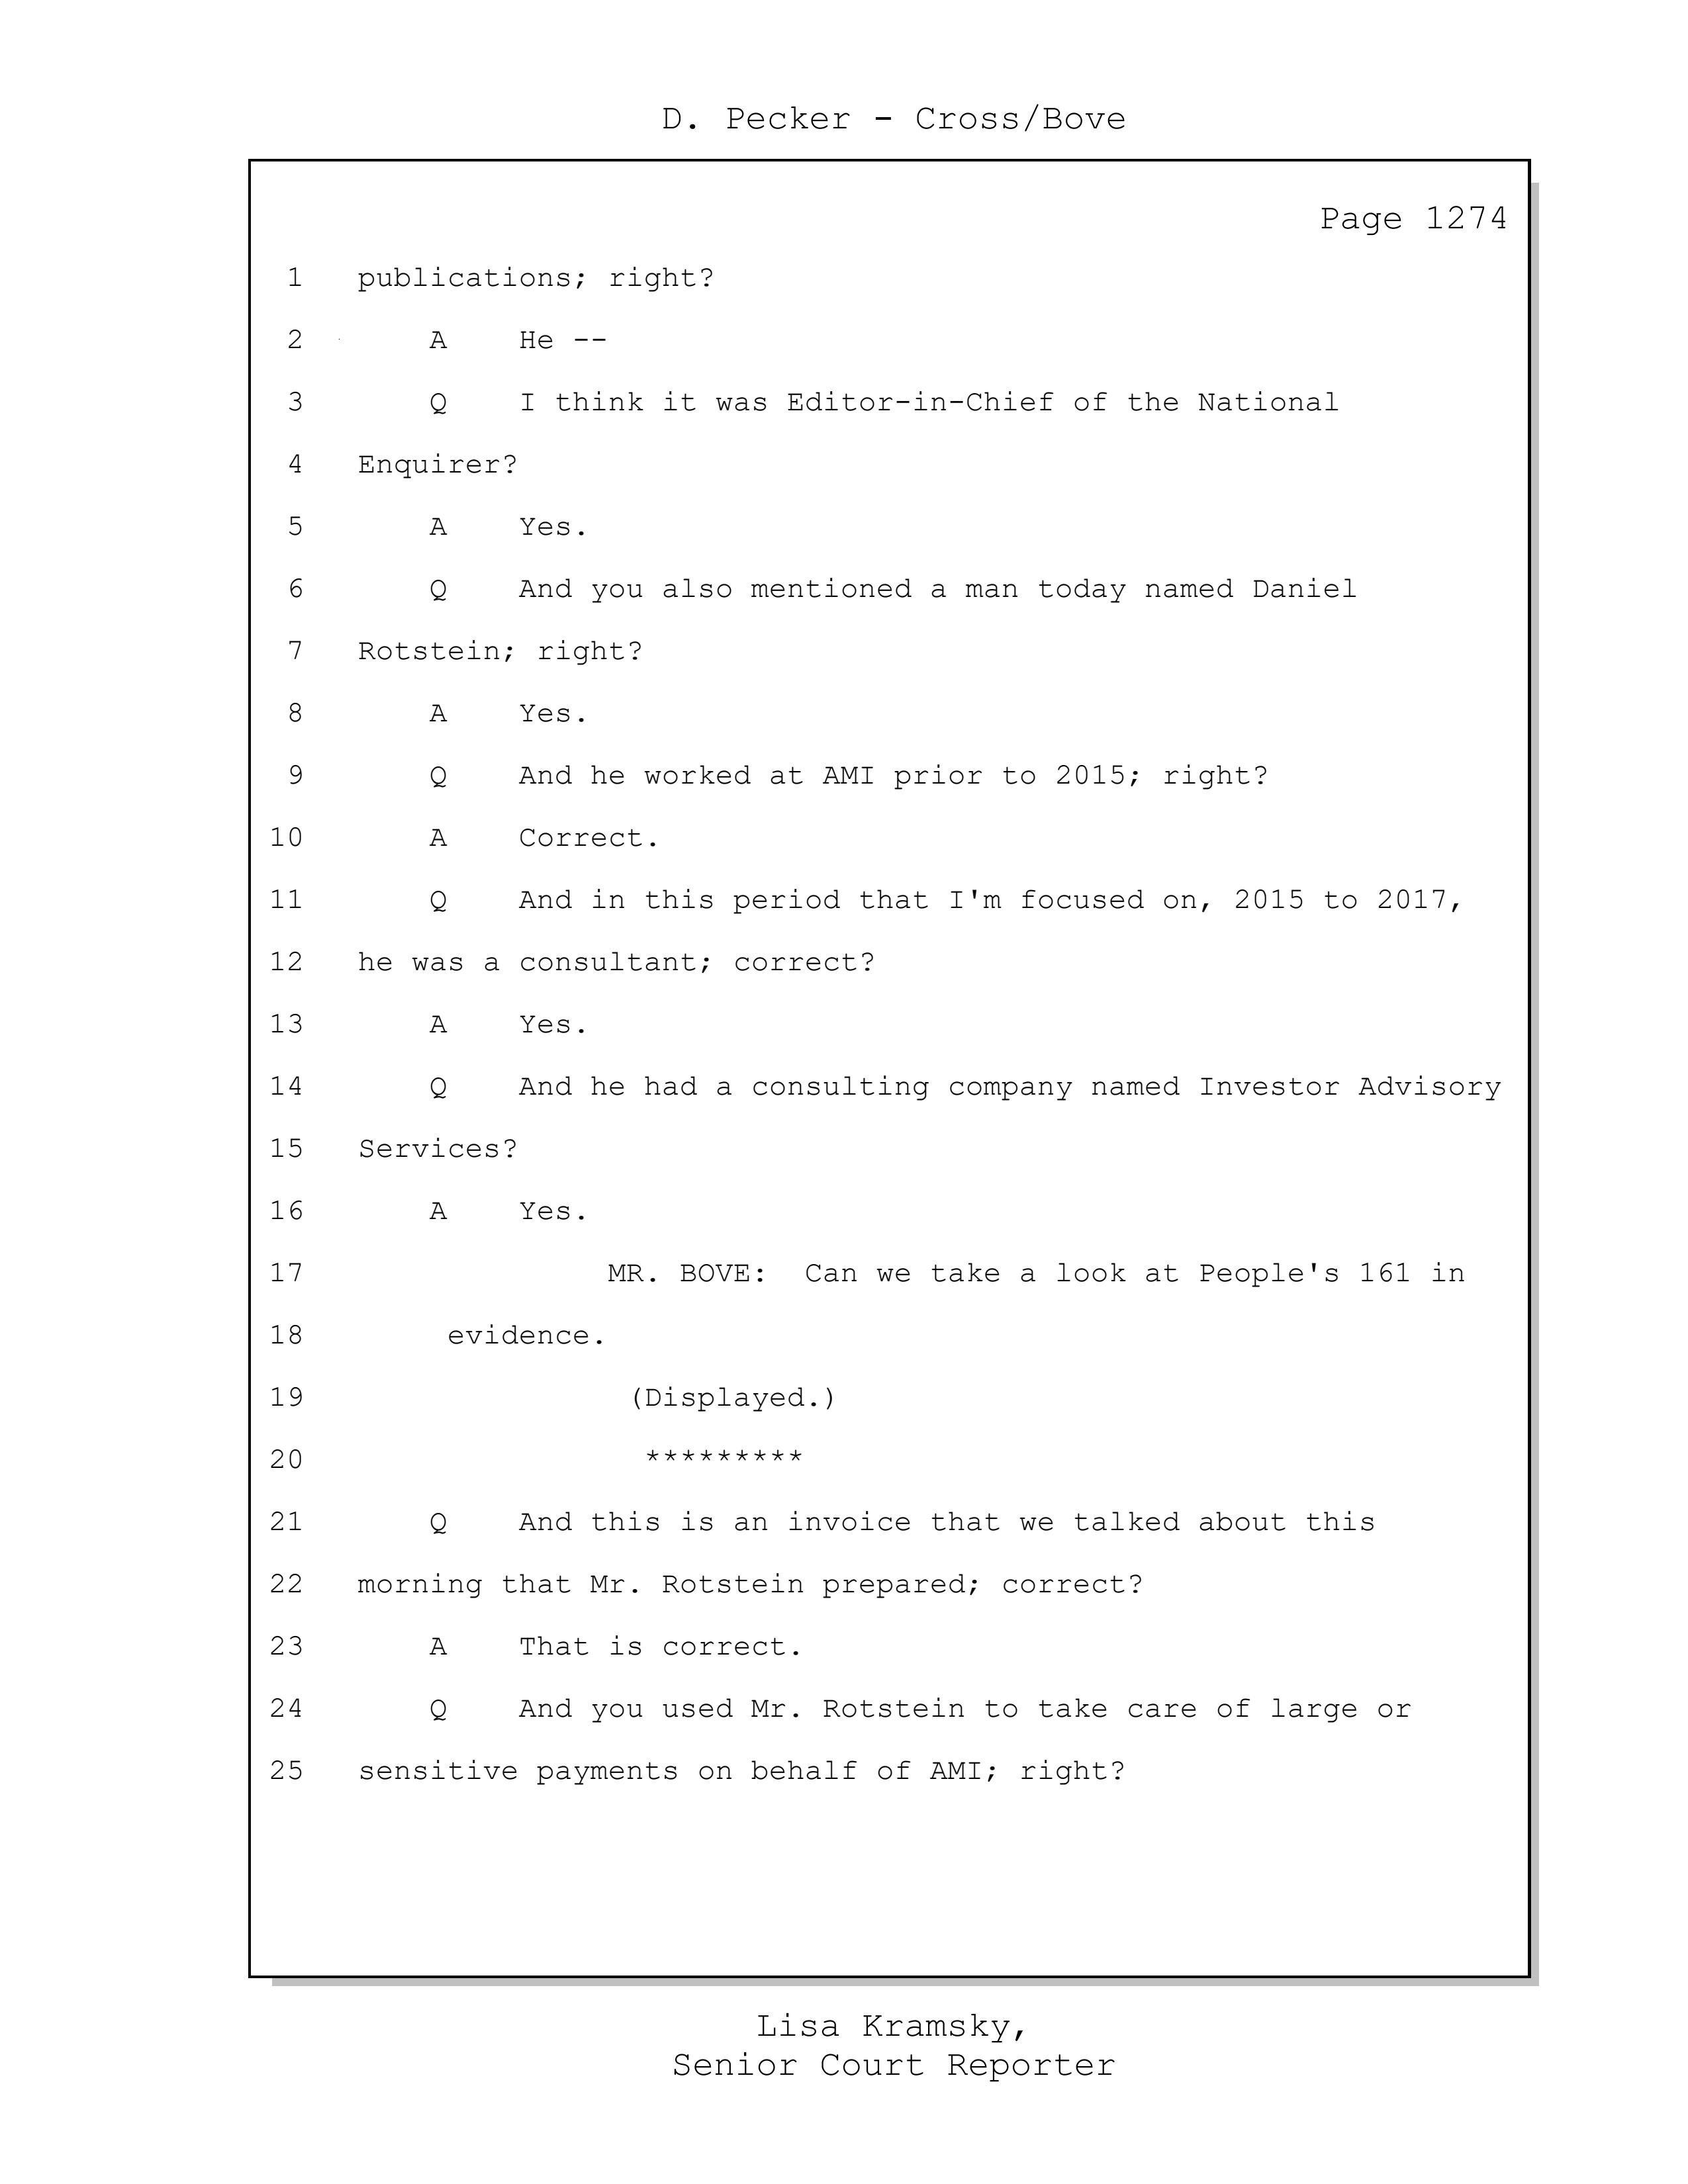 D. Pecker - Cross/Bove
Page 1274
1 publications; right?
2 A He --
3 Q I think it was Editor-in-Chief of the National
4 Enquirer?
5 A Yes.
6 Q And you also mentioned a man today named Daniel
7 Rotstein; right?
8 A Yes.
9 Q And he worked at AMI prior to 2015; right?
10 A Correct.
11 Q And in this period that I'm focused on, 2015 to 2017,
12 he was a consultant; correct?
13 A Yes.
14 Q And he had a consulting company named Investor Advisory
15 Services?
16 A Yes.
17 MR. BOVE: Can we take a look at People's 161 in
18 evidence.
19 (Displayed.)
20 *********
21 Q And this is an invoice that we talked about this
22 morning that Mr. Rotstein prepared; correct?
23 A That is correct.
24 Q And you used Mr. Rotstein to take care of large or
25 sensitive payments on behalf of AMI; right?
Lisa Kramsky,
Senior Court Reporter